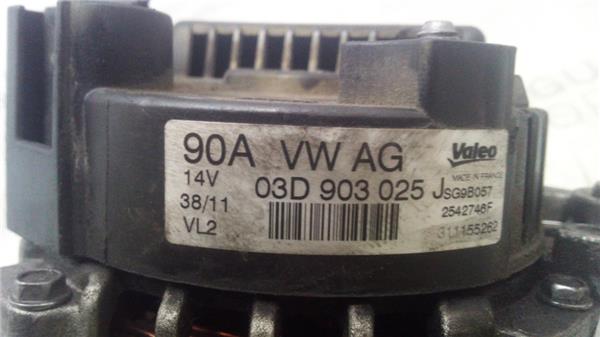 90A VW AG
Valeo
MADE IN FRANCE
14V
03D 903 025 J
SG9B057
38/11
2542746F
VL2
311155262